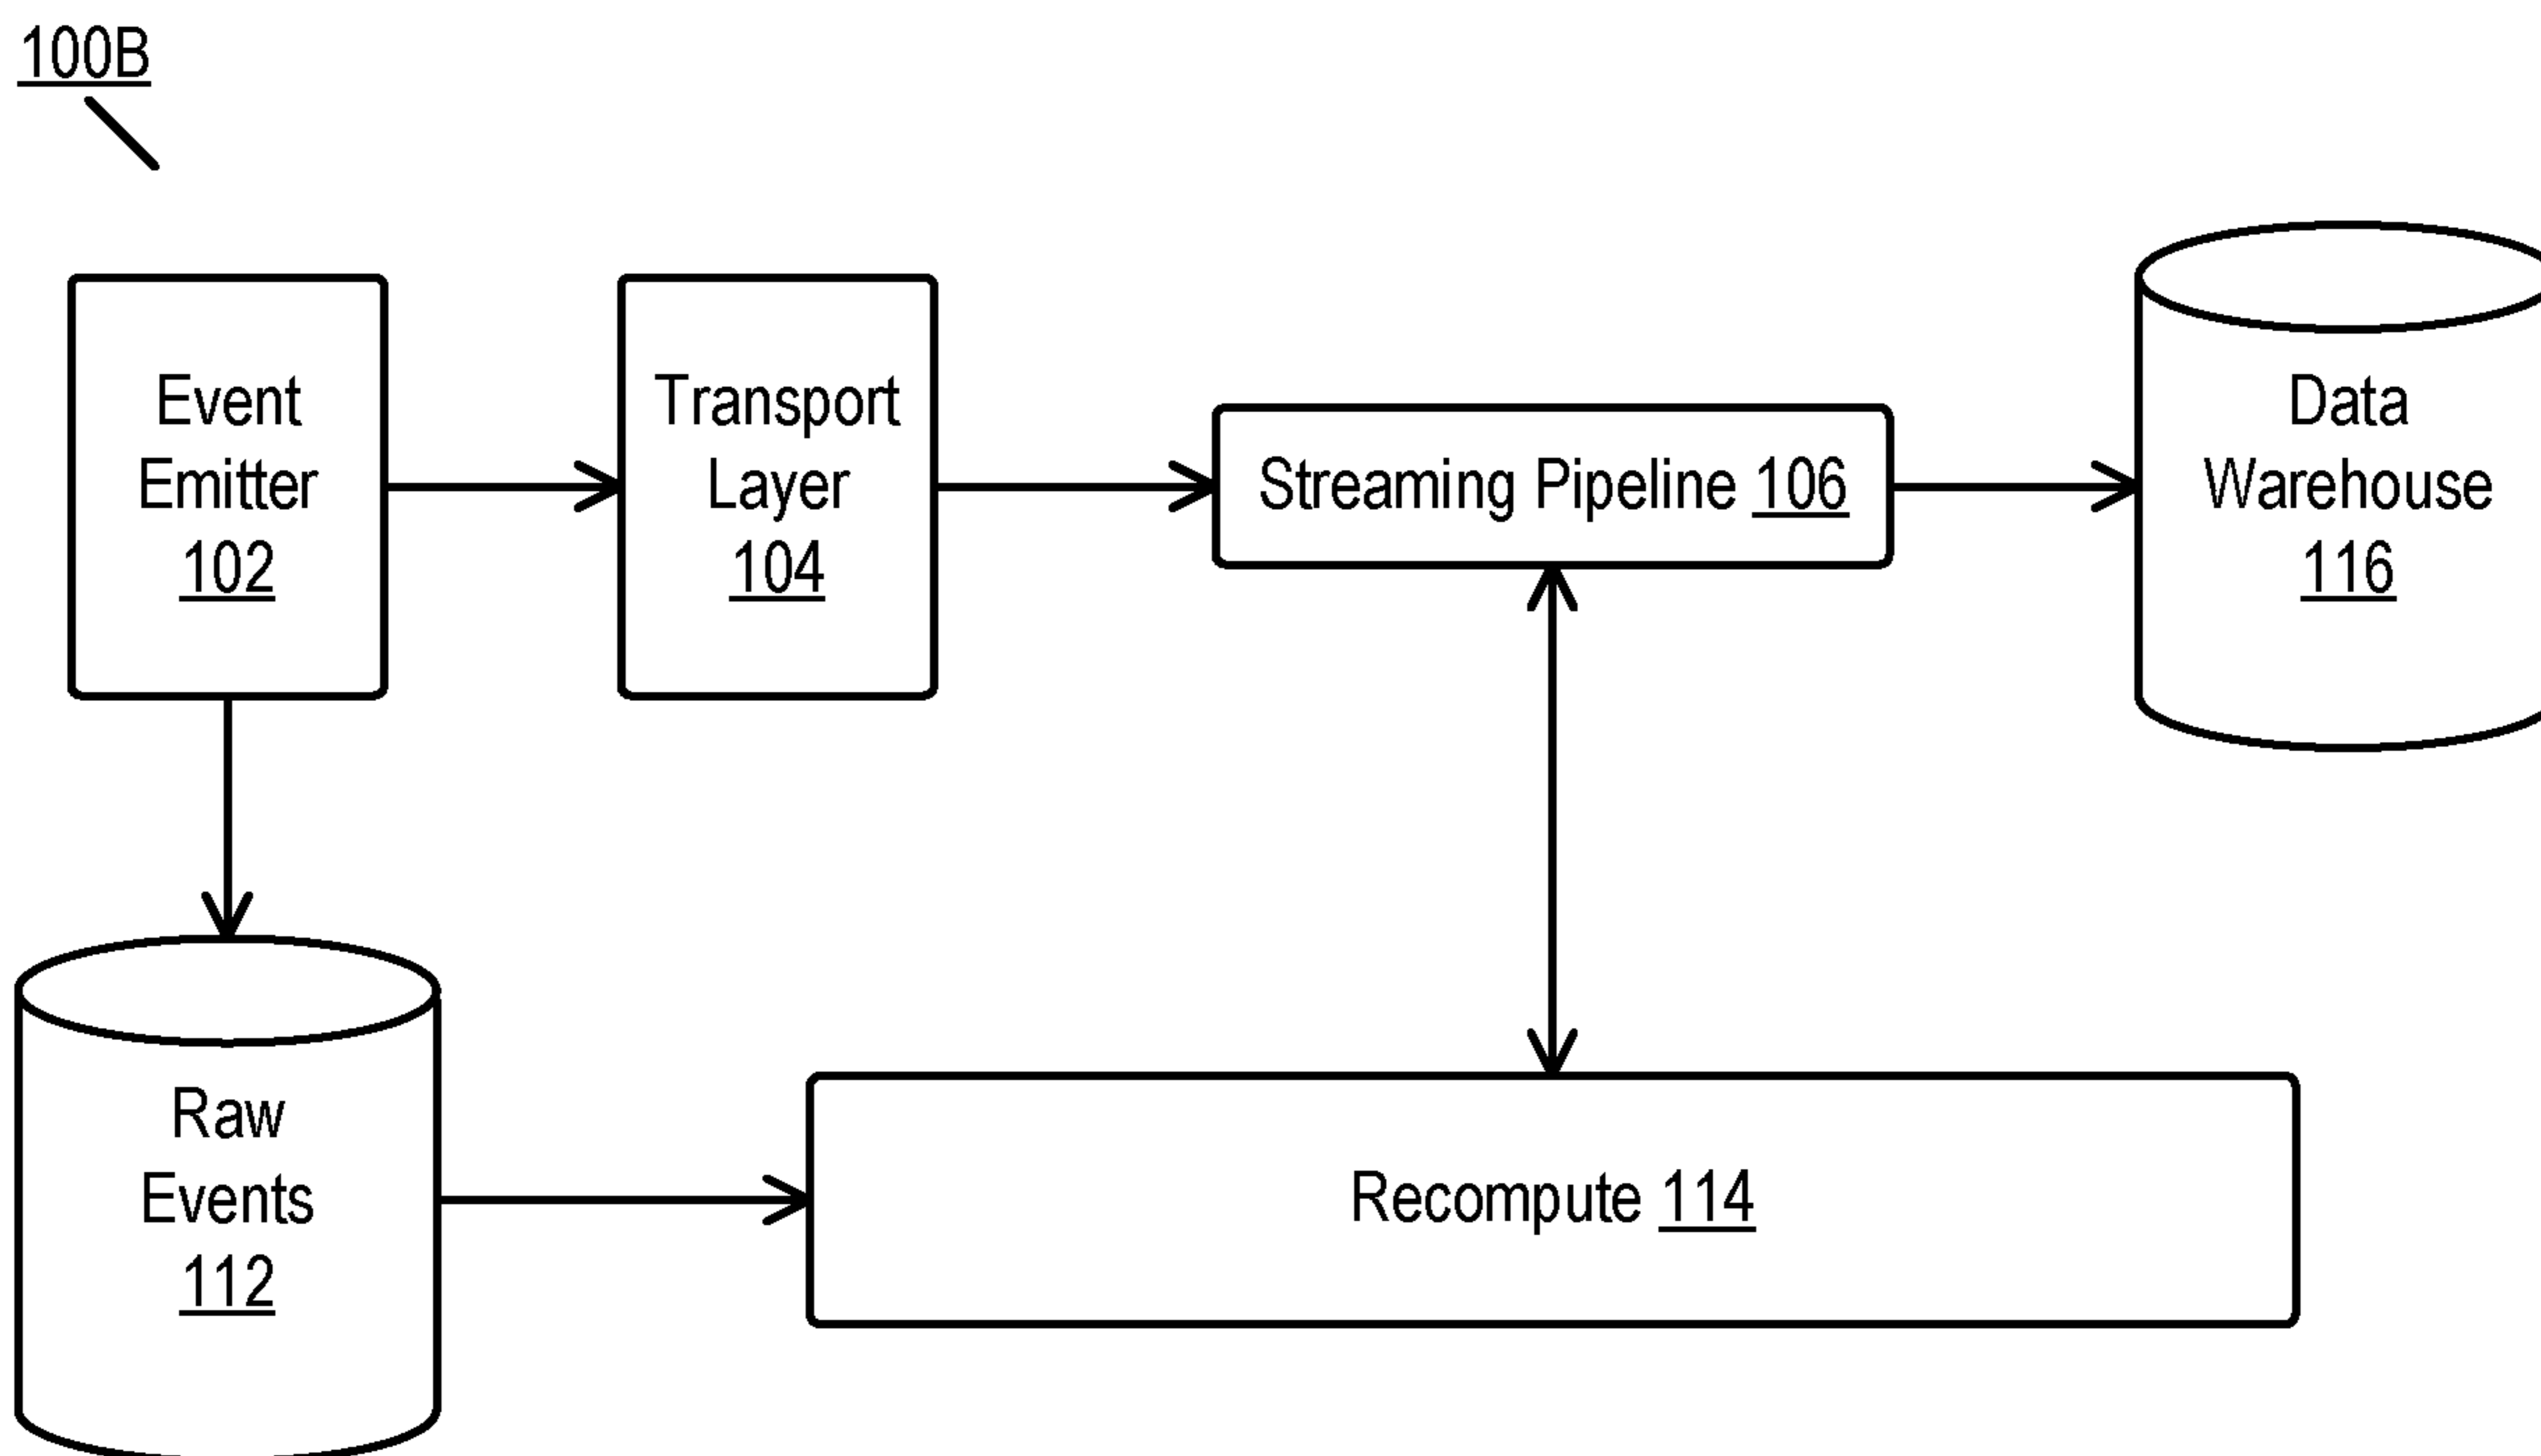 100B
Event
Emitter
102
Transport
Layer
104
Streaming Pipeline 106
Data
Warehouse
116
Raw
Events
112
Recompute 114